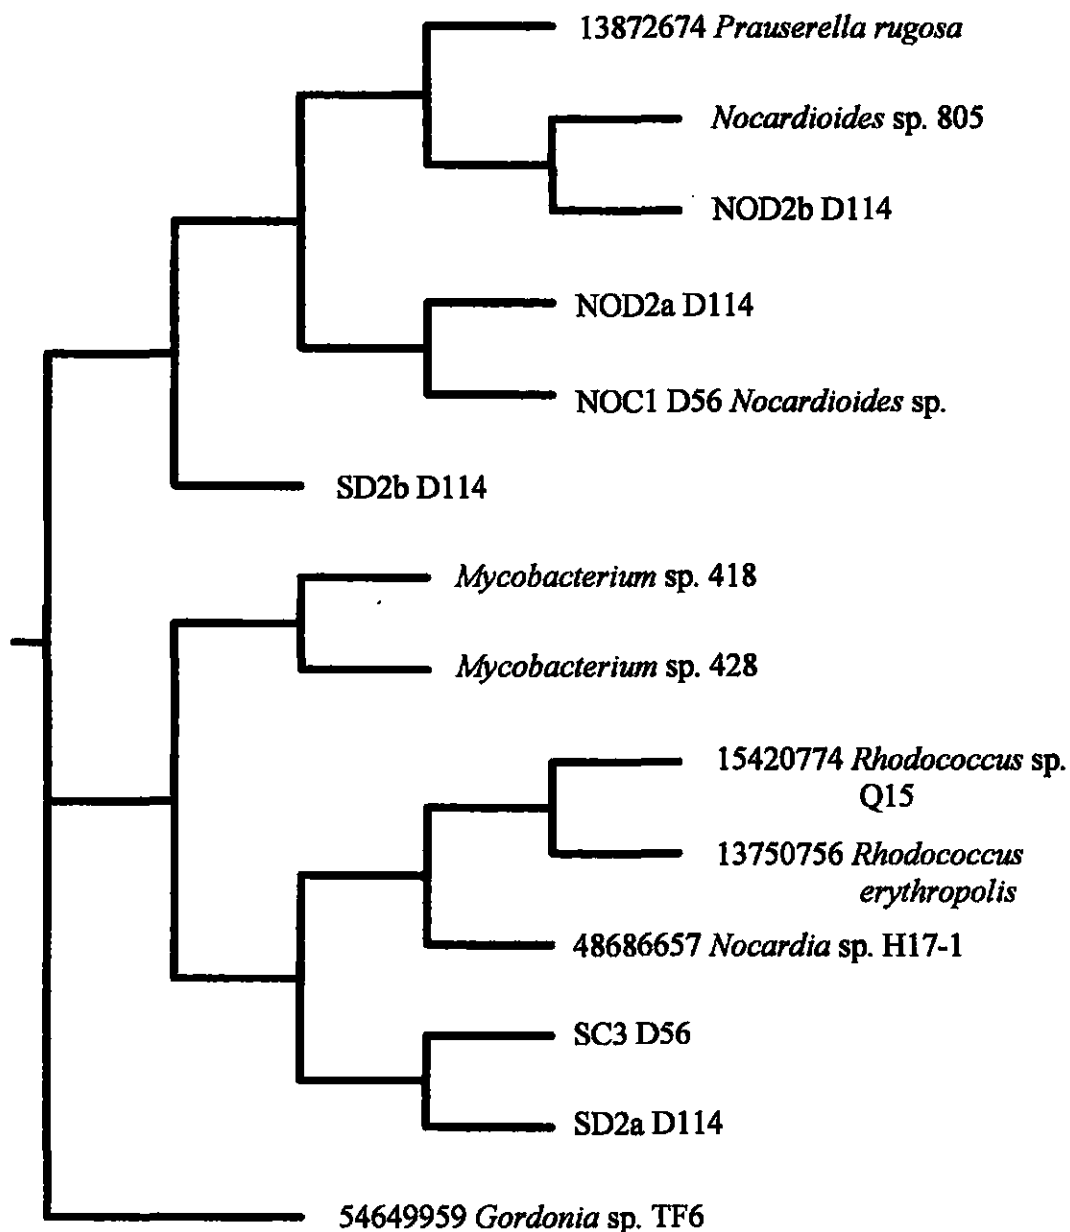 13872674 Prauserella rugosa
Nocardioides sp. 805
NOD2b D114
NOD2a D114
NOC1 D56 Nocardioides sp.
SD2b D114
Mycobacterium sp. 418
Mycobacterium sp. 428
15420774 Rhodococcus sp.
Q15
13750756 Rhodococcus
erythropolis
48686657 Nocardia sp. H17-1
SC3 D56
SD2a D114
54649959 Gordonia sp. TF6